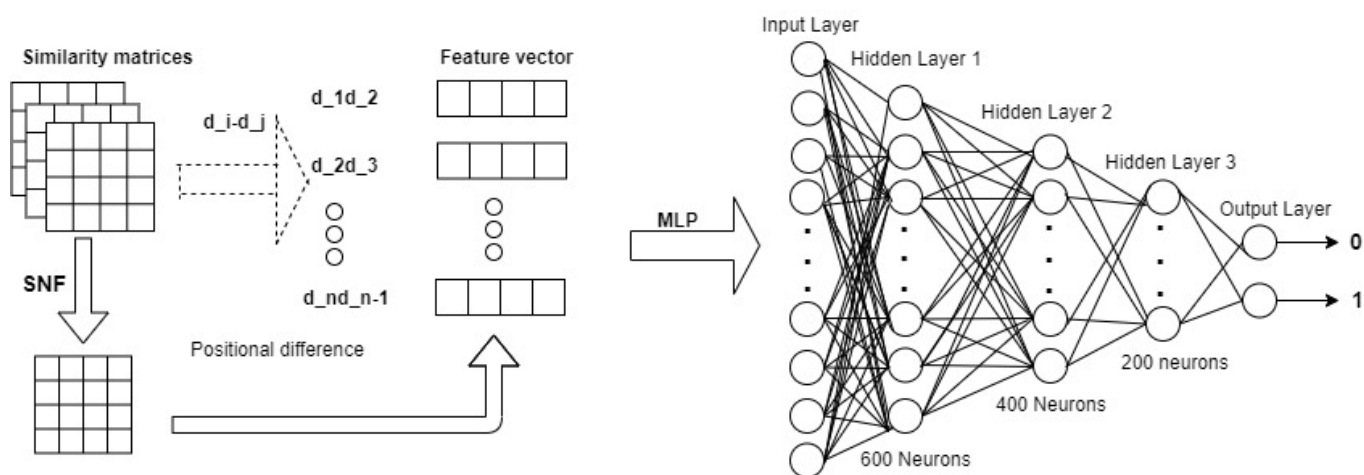 Similarity matrices
d_i-d_j
SNF
d_1d_2
d_2d_3
d_nd_n-1
Positional difference
Feature vector
MLP
Input Layer
Hidden Layer 1
Hidden Layer 2
Hidden Layer 3
Output Layer
0
1
600 Neurons
400 Neurons
200 neurons